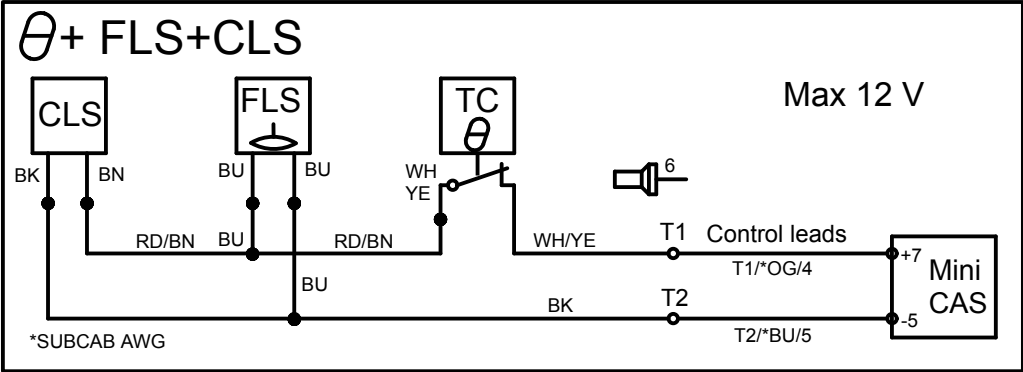 θ+ FLS+CLS
Max 12 V
CLS
FLS
TC
θ
BK
BN
BU
BU
WH
YE
6
RD/BN
BU
RD/BN
WH/YE
T1
Control leads
T1/*OG/4
+7
Mini
CAS
BU
BK
T2
-5
T2/*BU/5
*SUBCAB AWG